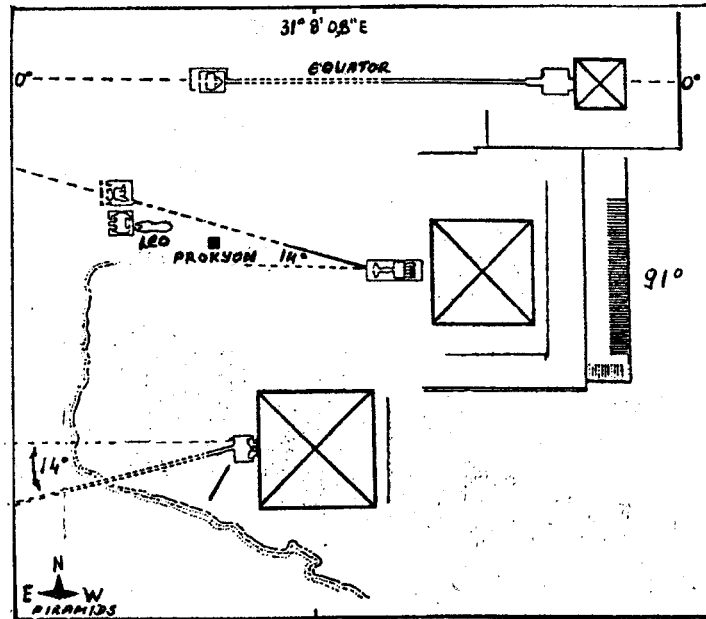 31° 8' 0,8" E
0° EQUATOR 0°
LEO
PROKYON 14°
91°
14°
N
E W
PIRAMIDS